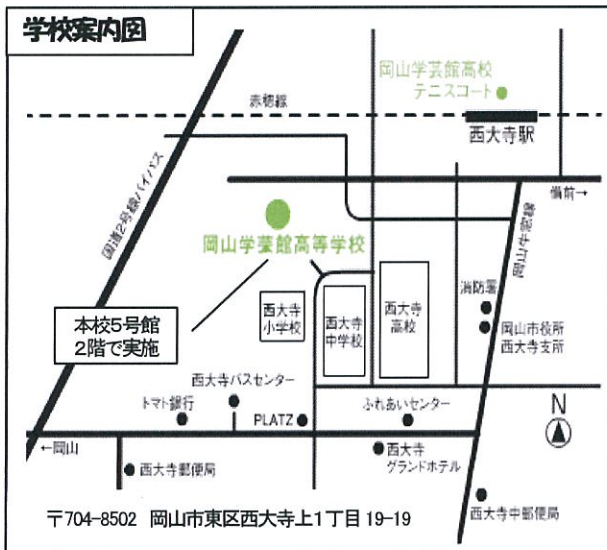 学校案内図
岡山学芸館高校
テニスコート
赤穂線
西大寺駅
国道2号線バイパス
備前→
岡山牛窓線
岡山学芸館高等学校
消防署
西大寺
小学校
西大寺
中学校
西大寺
高校
岡山市役所
西大寺支所
本校5号館
2階で実施
西大寺バスセンター
トマト銀行
PLATZ
ふれあいセンター
N
←岡山
西大寺郵便局
西大寺
グランドホテル
西大寺中郵便局
〒704-8502 岡山市東区西大寺上1丁目19-19